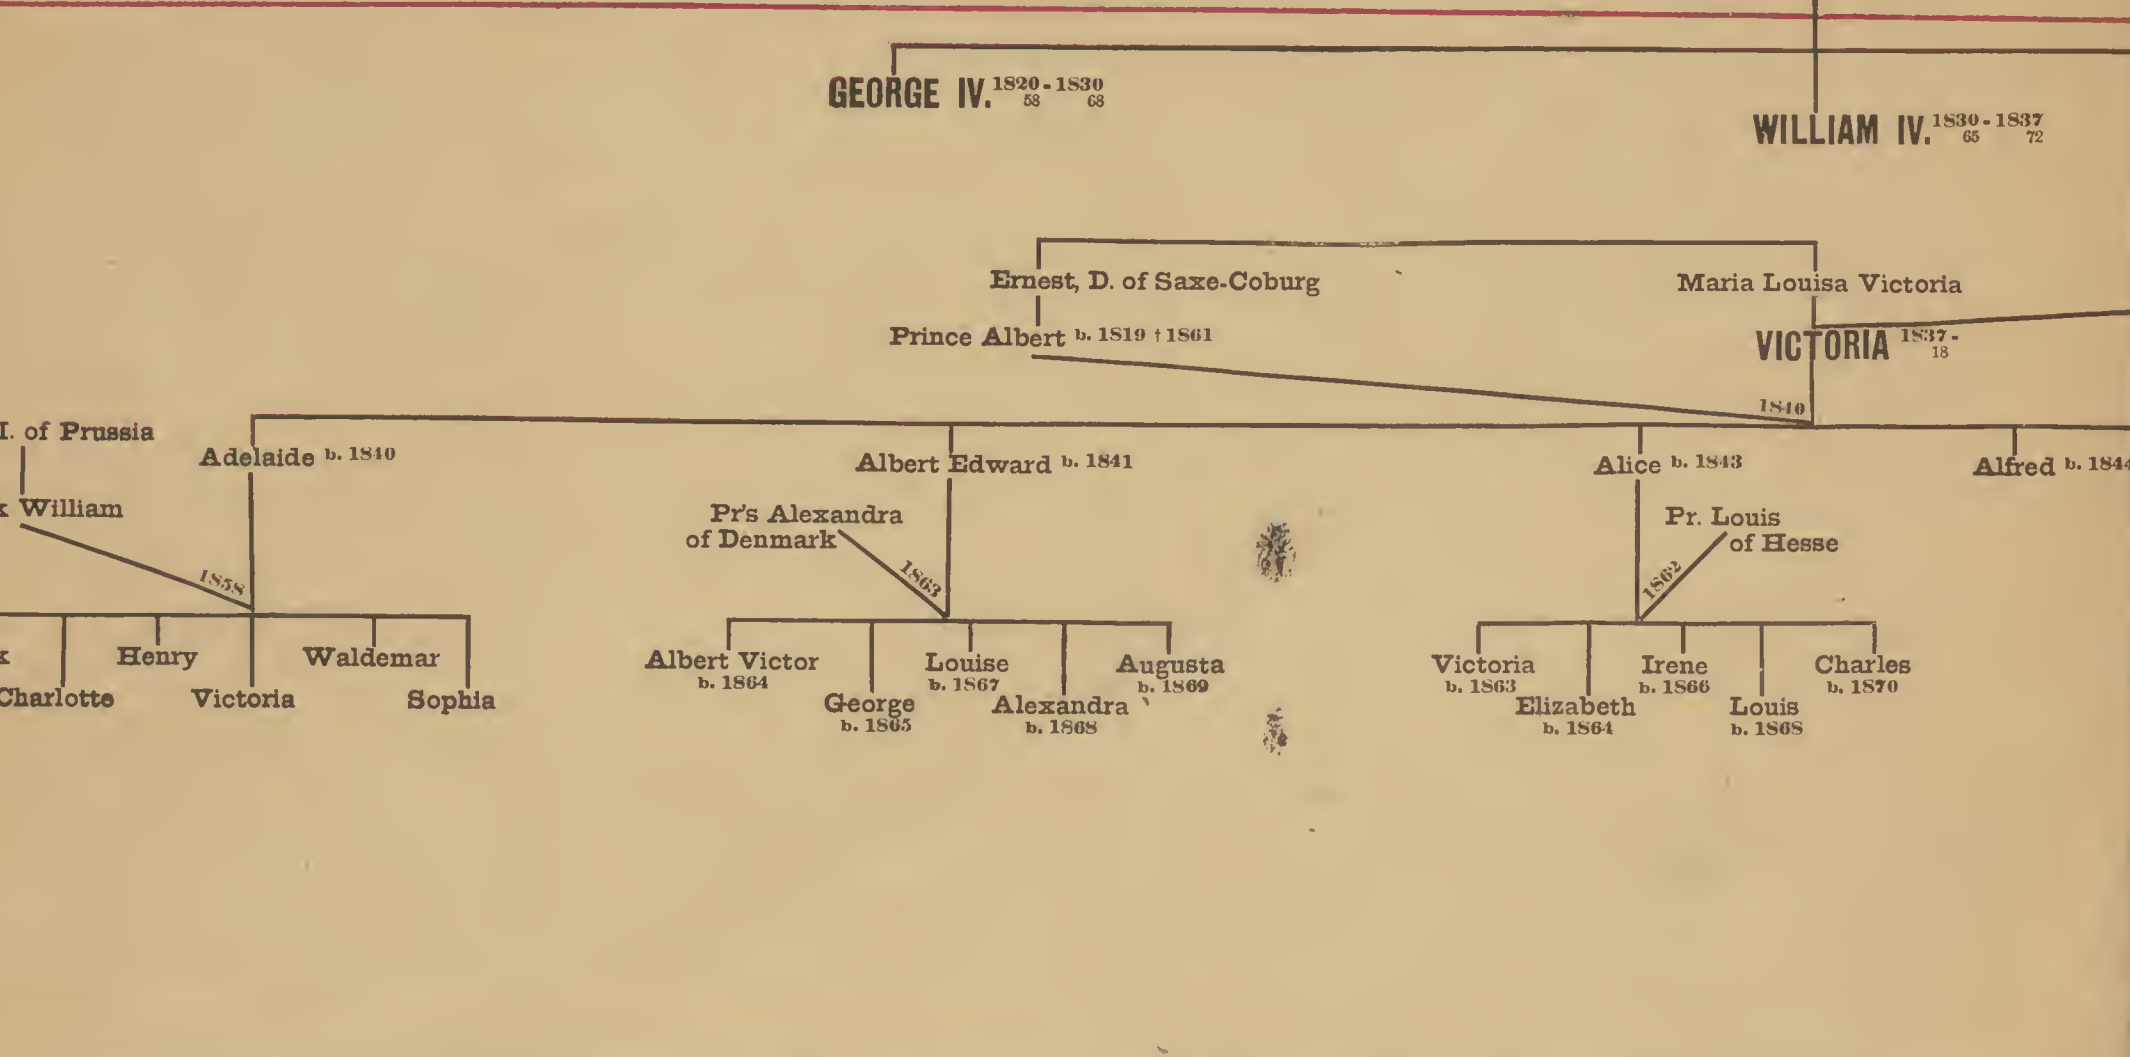 GEORGE IV. 1820-1830
58 68
WILLIAM IV. 1830-1837
65 72
Ernest, D. of Saxe-Coburg
Maria Louisa Victoria
Prince Albert b. 1819 †1861
VICTORIA 1837-
18
1840
I. of Prussia
Adelaide b. 1840
Albert Edward b. 1841
Alice b. 1843
Alfred b. 1844
William
Pr's Alexandra
of Denmark
Pr. Louis
of Hesse
1858
1863
1862
Henry
Waldemar
Charlotte
Victoria
Sophia
Albert Victor
b. 1864
Louise
b. 1867
Augusta
b. 1869
George
b. 1865
Alexandra
b. 1868
Victoria
b. 1863
Irene
b. 1866
Charles
b. 1870
Elizabeth
b. 1864
Louis
b. 1868